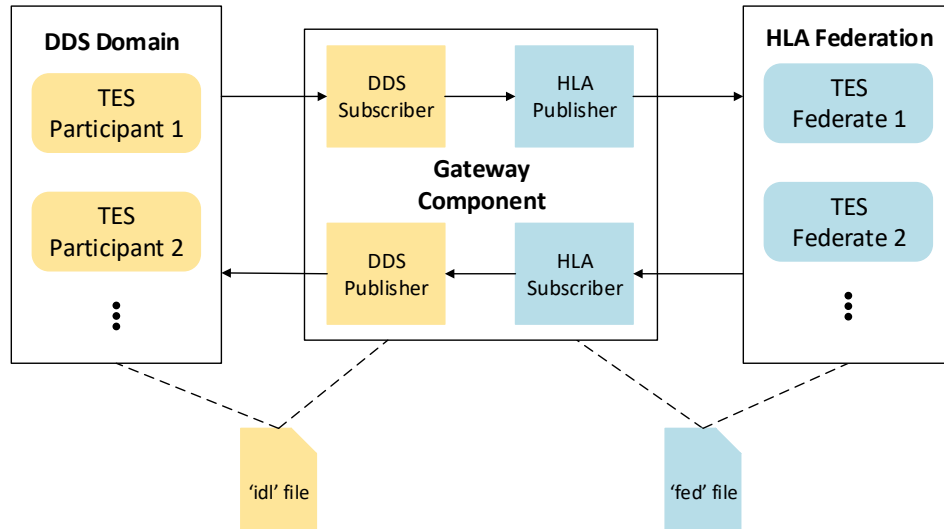 DDS Domain
TES
Participant 1
TES
Participant 2
DDS
Subscriber
HLA
Publisher
Gateway
Component
DDS
Publisher
HLA
Subscriber
HLA Federation
TES
Federate 1
TES
Federate 2
‘idl’ file
‘fed’ file